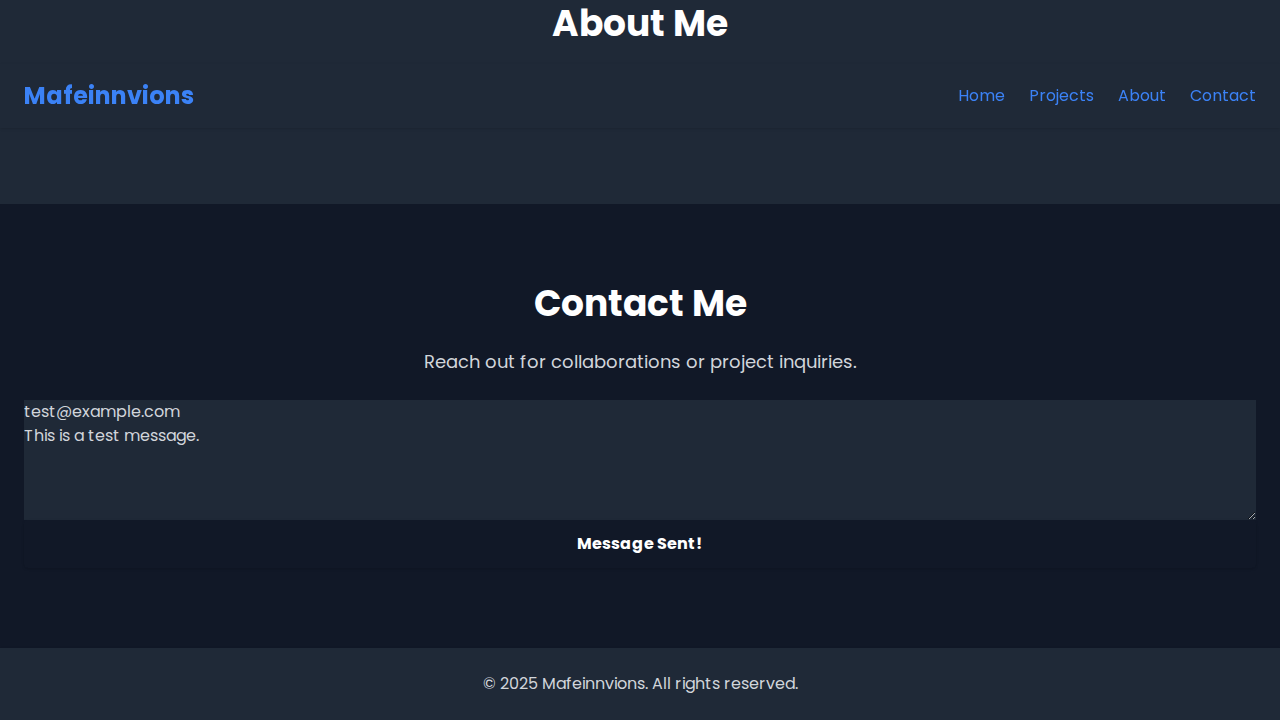 About Me
Mafeinnvions
Home Projects About Contact
Contact Me
Reach out for collaborations or project inquiries.
test@example.com
This is a test message.
Message Sent!
© 2025 Mafeinnvions. All rights reserved.